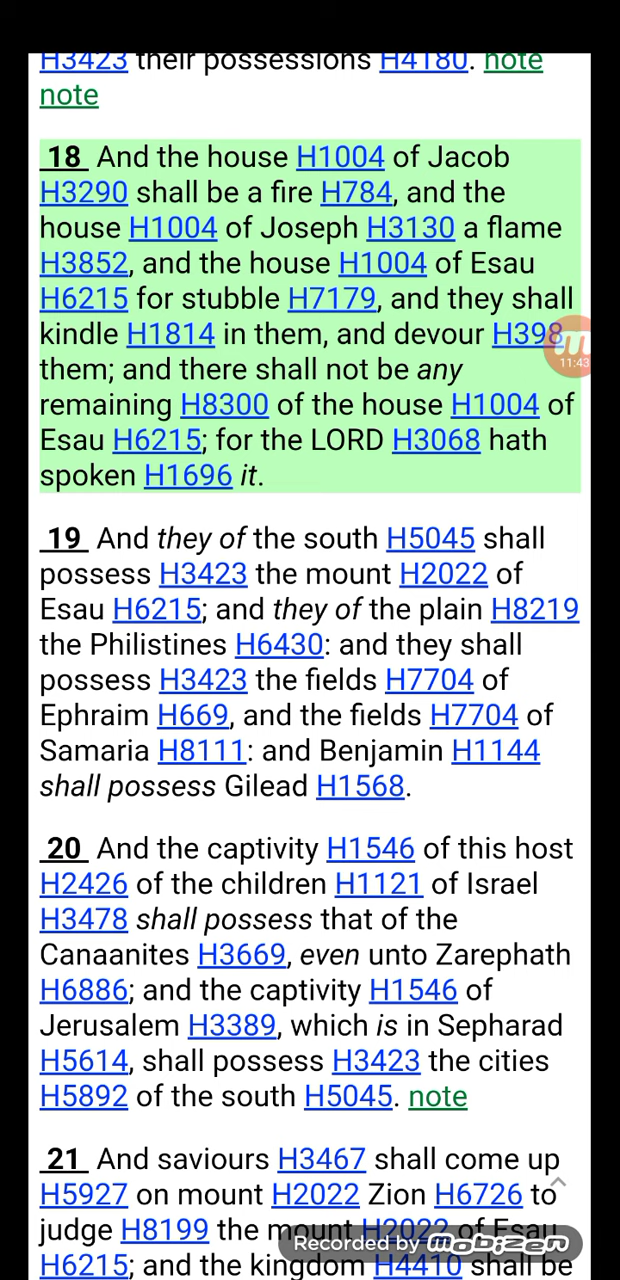 H3423 their possessions H4180. note
note
18 And the house H1004 of Jacob
H3290 shall be a fire H784, and the
house H1004 of Joseph H3130 a flame
H3852, and the house H1004 of Esau
H6215 for stubble H7179, and they shall
kindle H1814 in them, and devour H398
11:43
them; and there shall not be any
remaining H8300 of the house H1004 of
Esau H6215; for the LORD H3068 hath
spoken H1696 it.
19 And they of the south H5045 shall
possess H3423 the mount H2022 of
Esau H6215; and they of the plain H8219
the Philistines H6430: and they shall
possess H3423 the fields H7704 of
Ephraim H669, and the fields H7704 of
Samaria H8111: and Benjamin H1144
shall possess Gilead H1568.
20 And the captivity H1546 of this host
H2426 of the children H1121 of Israel
H3478 shall possess that of the
Canaanites H3669, even unto Zarephath
H6886; and the captivity H1546 of
Jerusalem H3389, which is in Sepharad
H5614, shall possess H3423 the cities
H5892 of the south H5045. note
21 And saviours H3467 shall come up
H5927 on mount H2022 Zion H6726 to
judge H8199 the mount H2022 of Esau
Recorded by mobizen
H6215; and the kingdom H4410 shall be